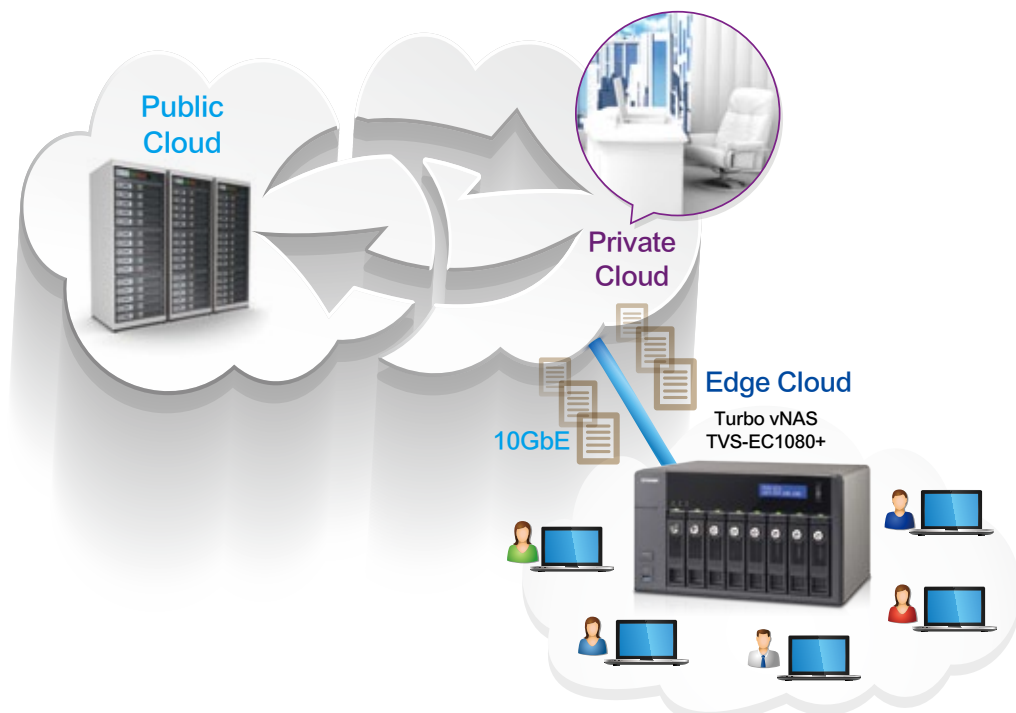 Public
Cloud
Private
Cloud
Edge Cloud
Turbo vNAS
TVS-EC1080+
10GbE